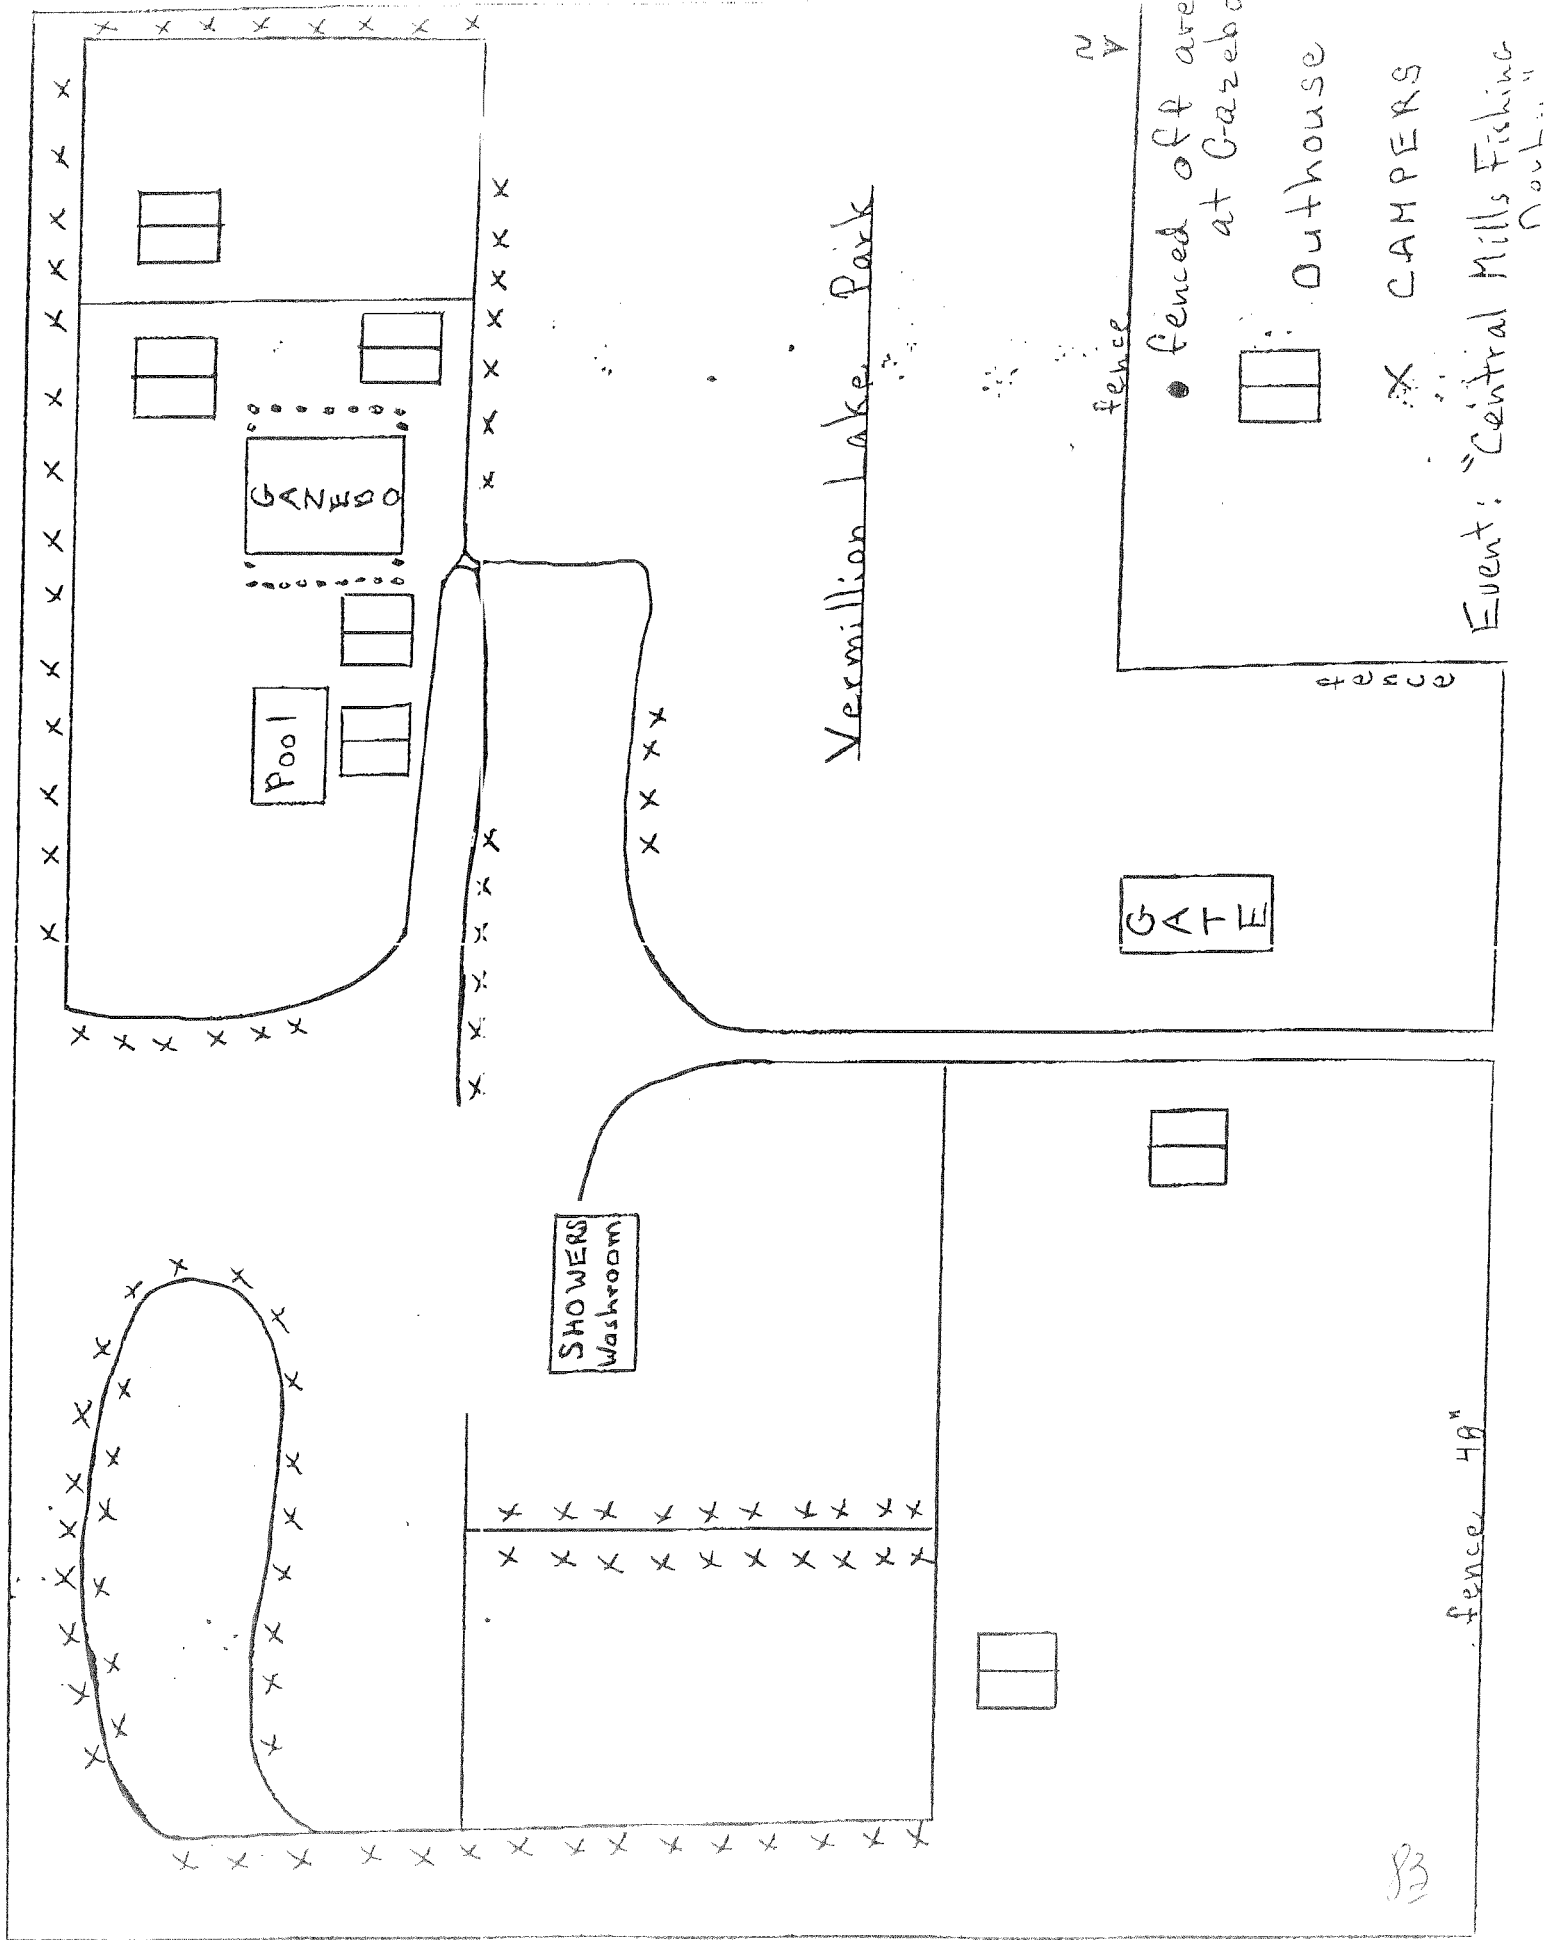 Pool
GAZEBO
SHOWERS
Washroom
Vermillion Lake Park
GATE
fence
fence
fence 48"
fenced off are
at Gazebo
Outhouse
X CAMPERS
Event: "Central Mills Fishing
83